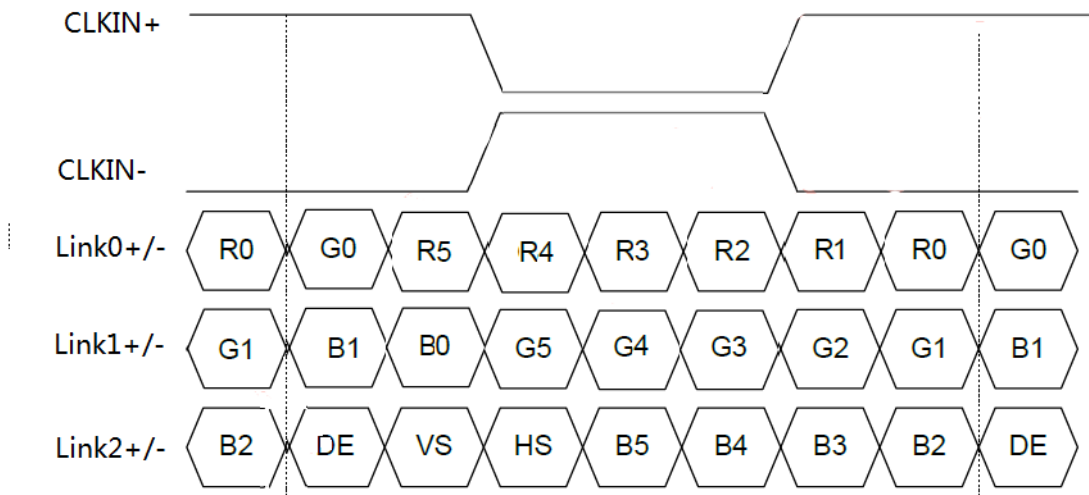 CLKIN+
CLKIN-
Link0+/- R0 G0 R5 R4 R3 R2 R1 R0 G0
Link1+/- G1 B1 B0 G5 G4 G3 G2 G1 B1
Link2+/- B2 DE VS HS B5 B4 B3 B2 DE